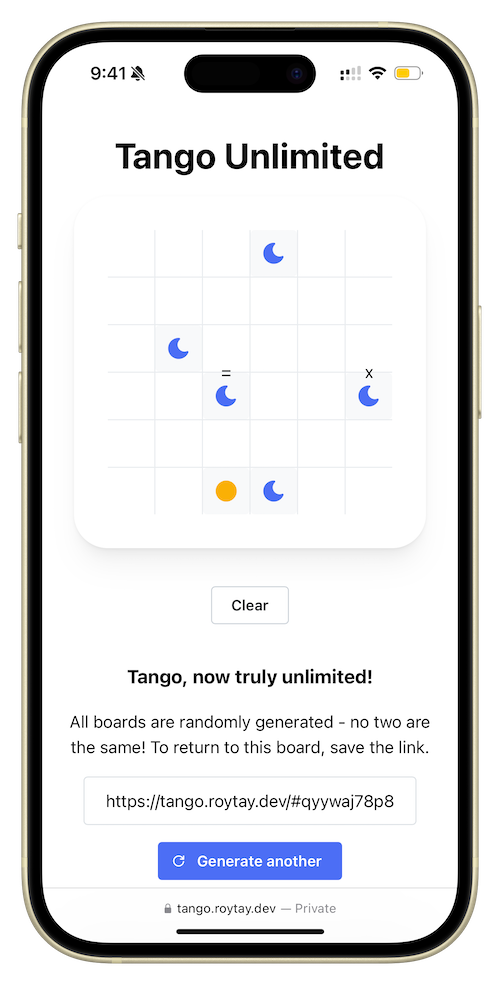 9:41
Tango Unlimited
=
x
Clear
Tango, now truly unlimited!
All boards are randomly generated - no two are
the same! To return to this board, save the link.
https://tango.roytay.dev/#qyywaj78p8
Generate another
tango.roytay.dev — Private